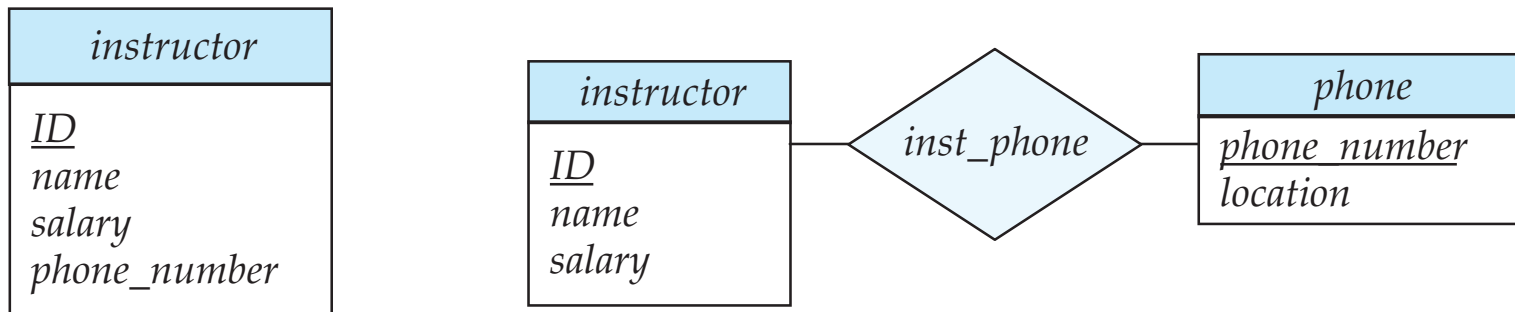 instructor
ID
name
salary
phone_number
instructor
ID
name
salary
inst_phone
phone
phone_number
location